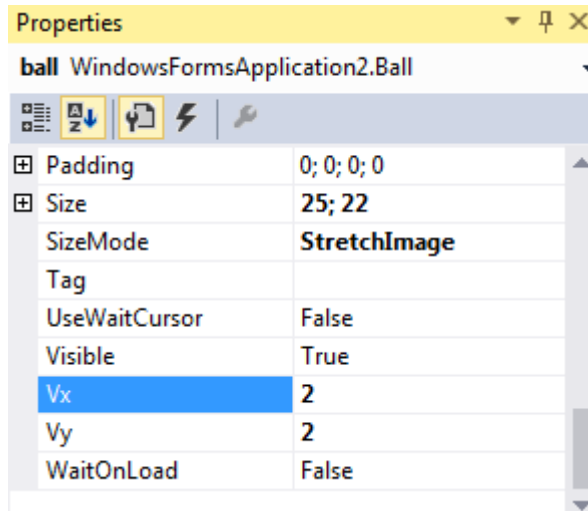 Properties
ball WindowsFormsApplication2.Ball
Padding 0; 0; 0; 0
Size 25; 22
SizeMode StretchImage
Tag
UseWaitCursor False
Visible True
Vx 2
Vy 2
WaitOnLoad False